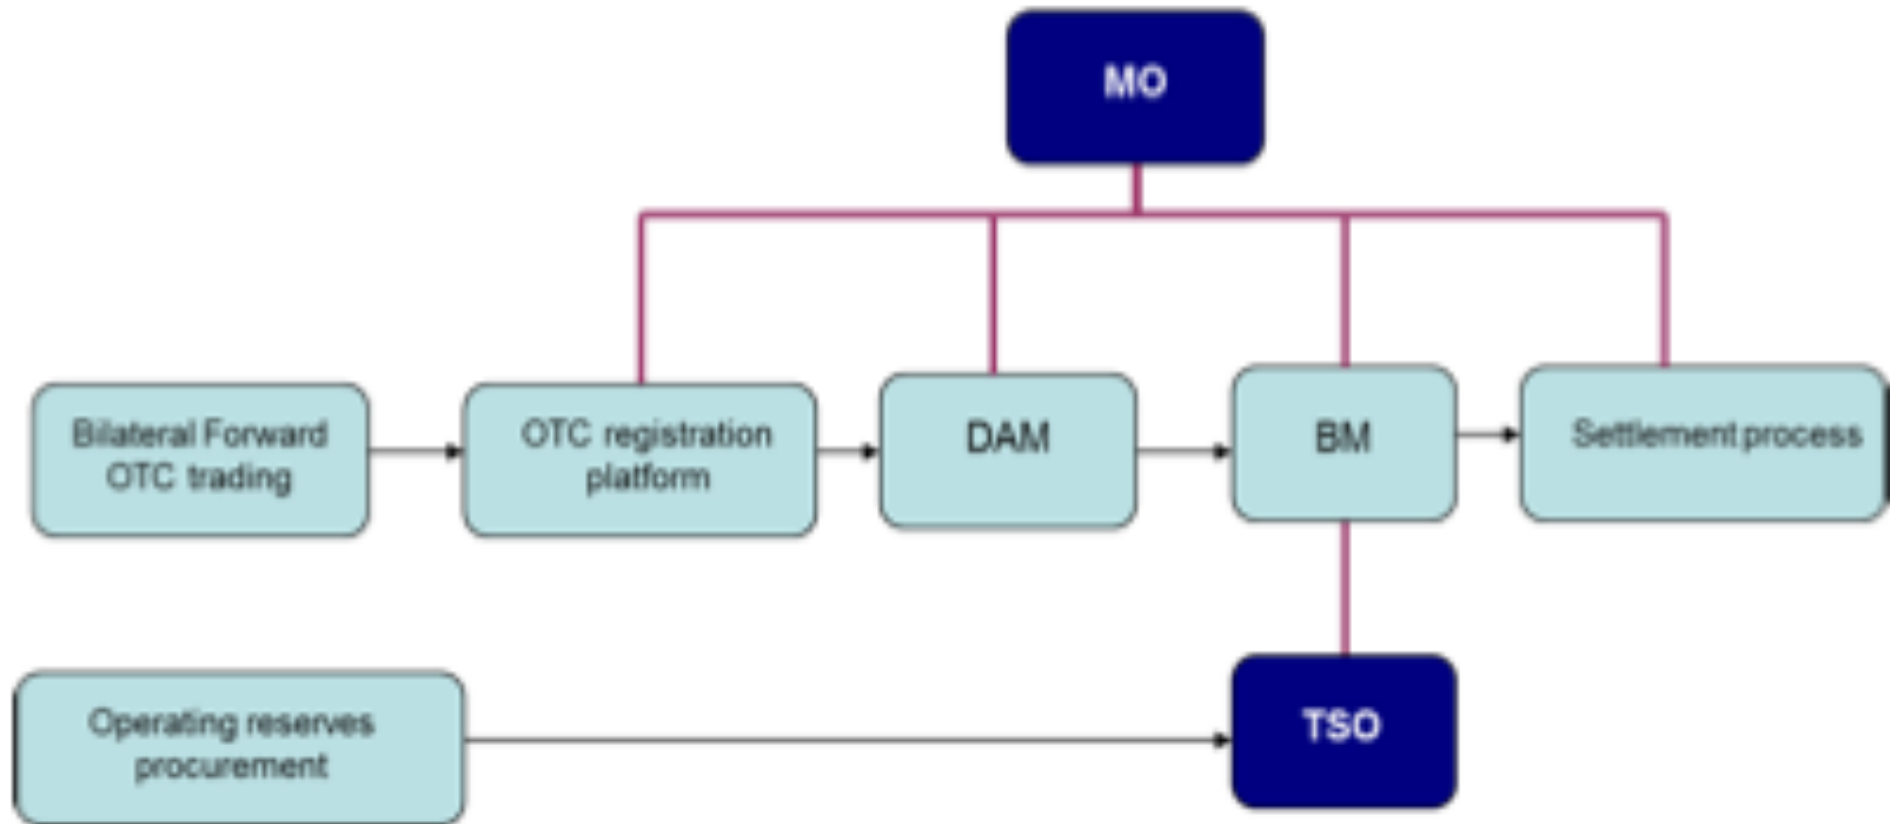 MO
Bilateral Forward
OTC trading
OTC registration
platform
DAM
BM
Settlement process
Operating reserves
procurement
TSO